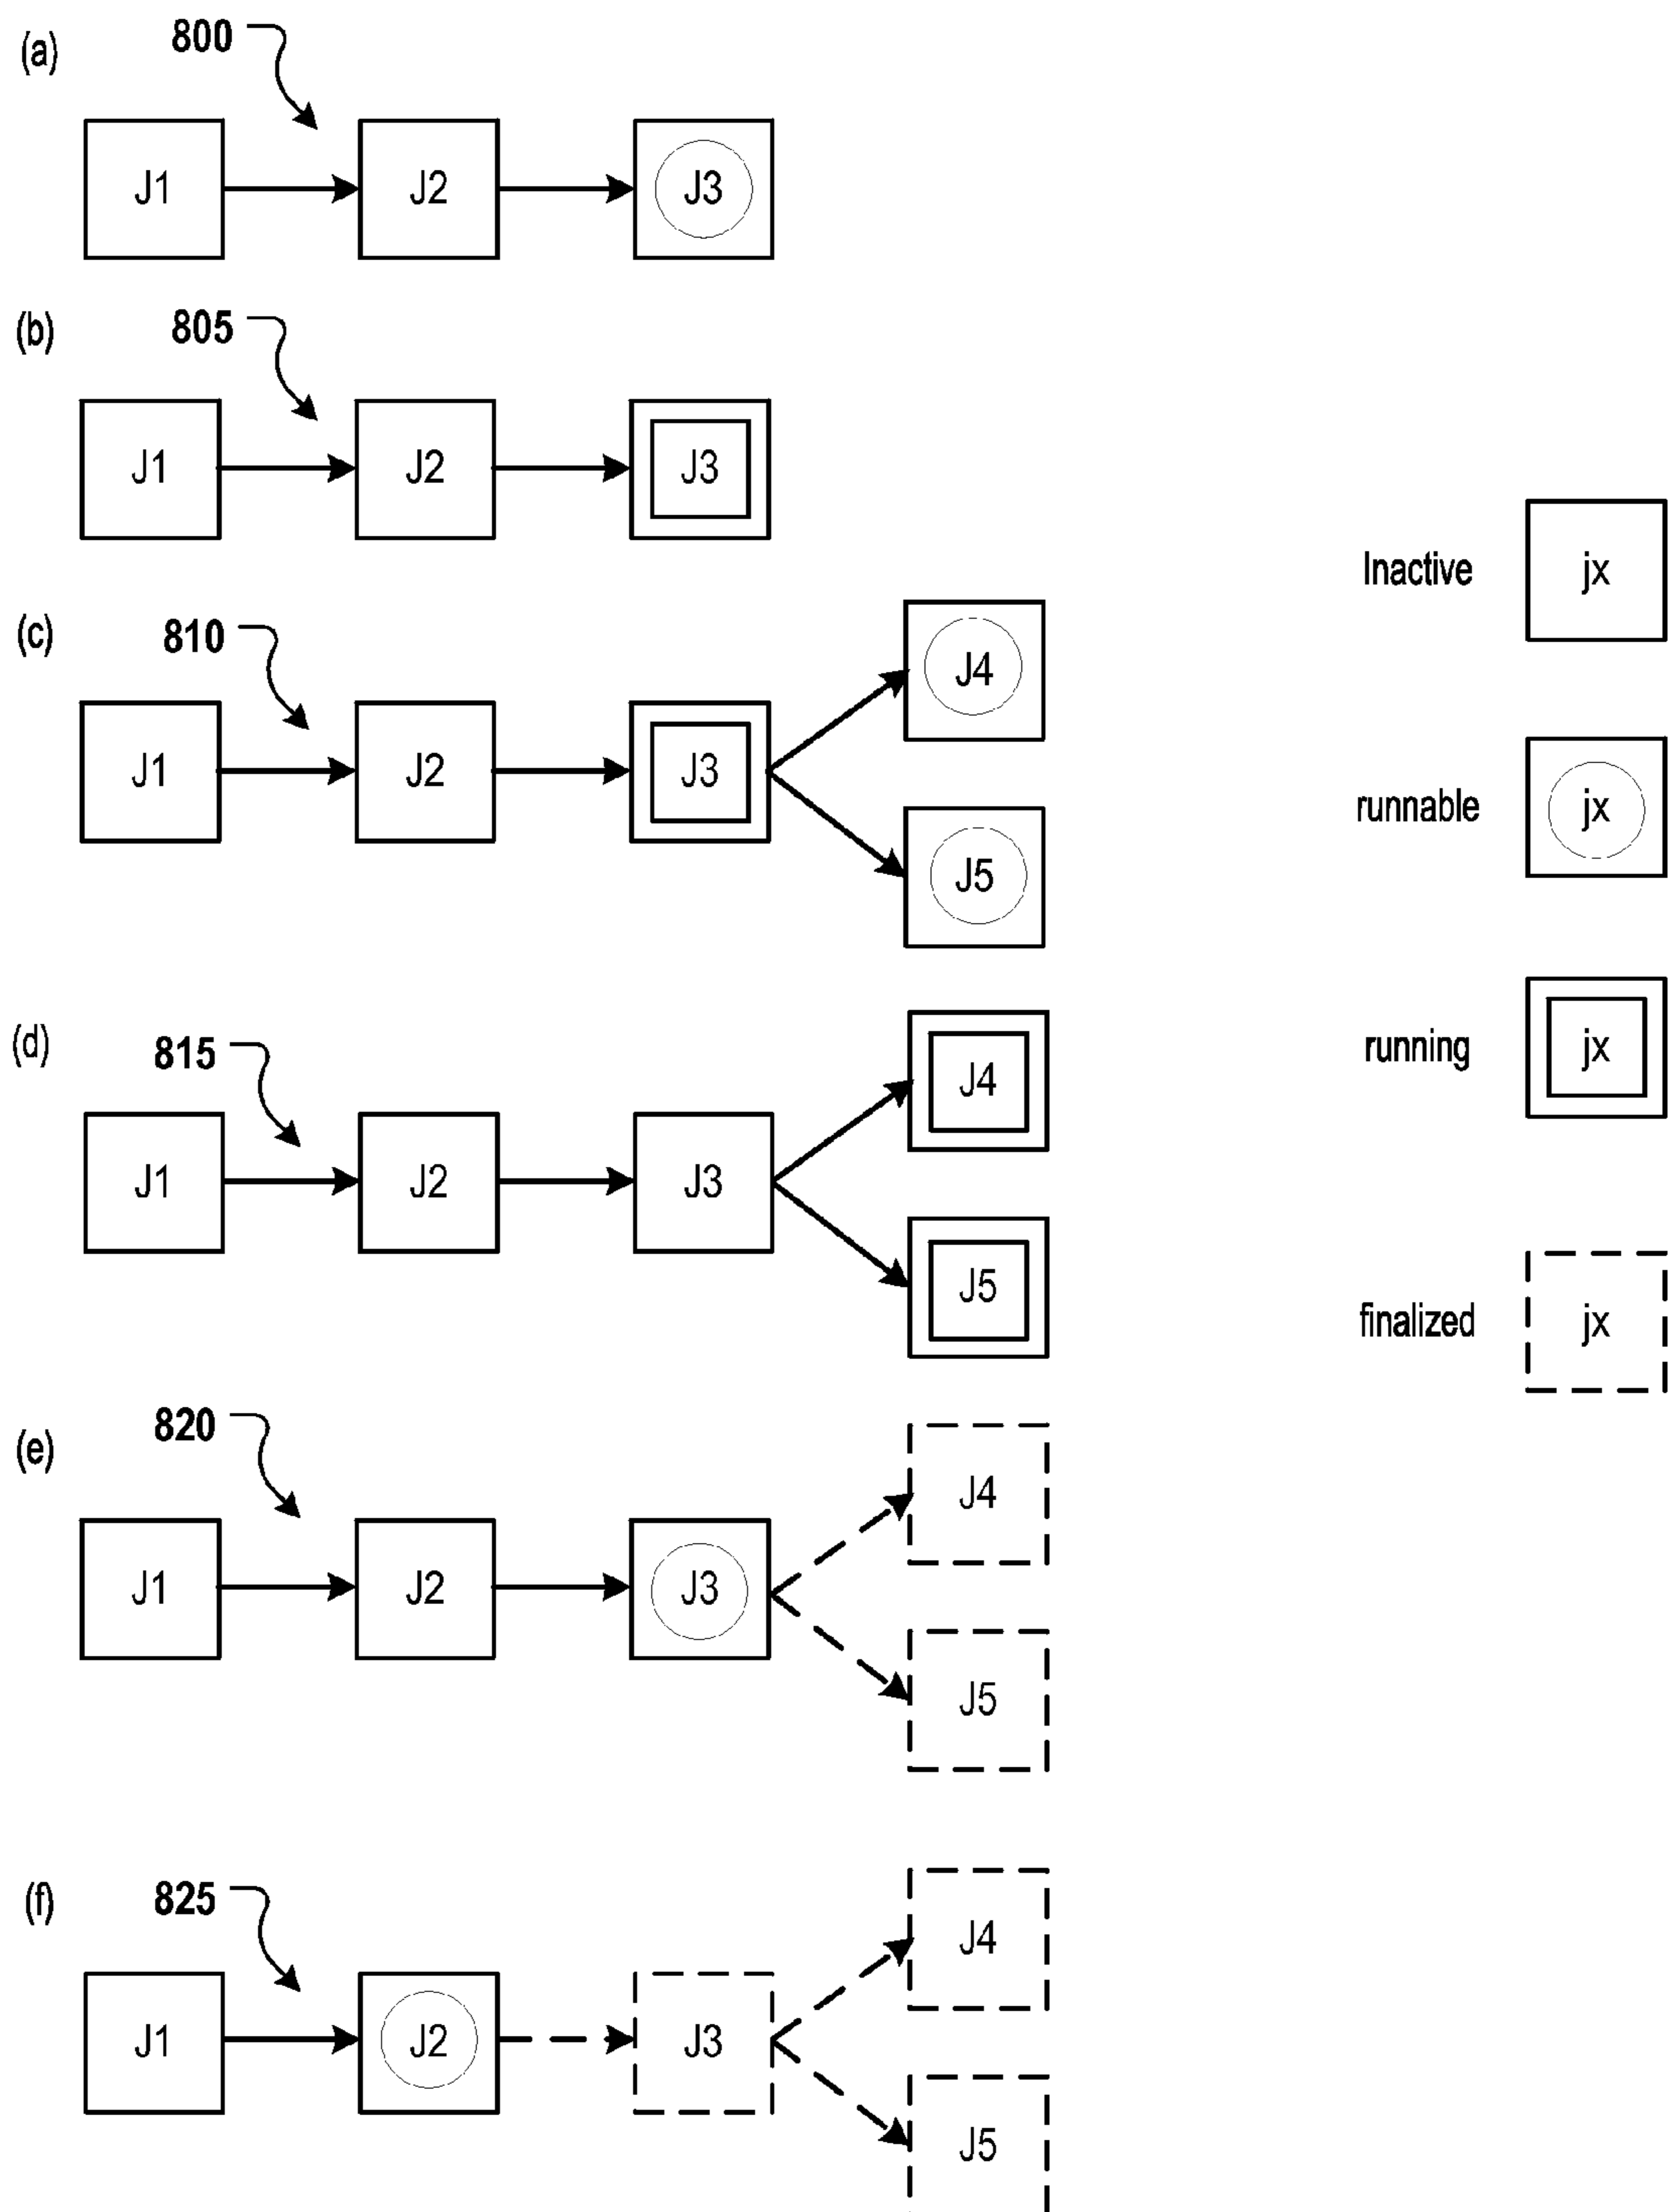 (a)
800
J1
J2
J3
(b)
805
J1
J2
J3
(c)
810
J1
J2
J3
J4
J5
(d)
815
J1
J2
J3
J4
J5
(e)
820
J1
J2
J3
J4
J5
(f)
825
J1
J2
J3
J4
J5
Inactive
jx
runnable
jx
running
jx
finalized
jx